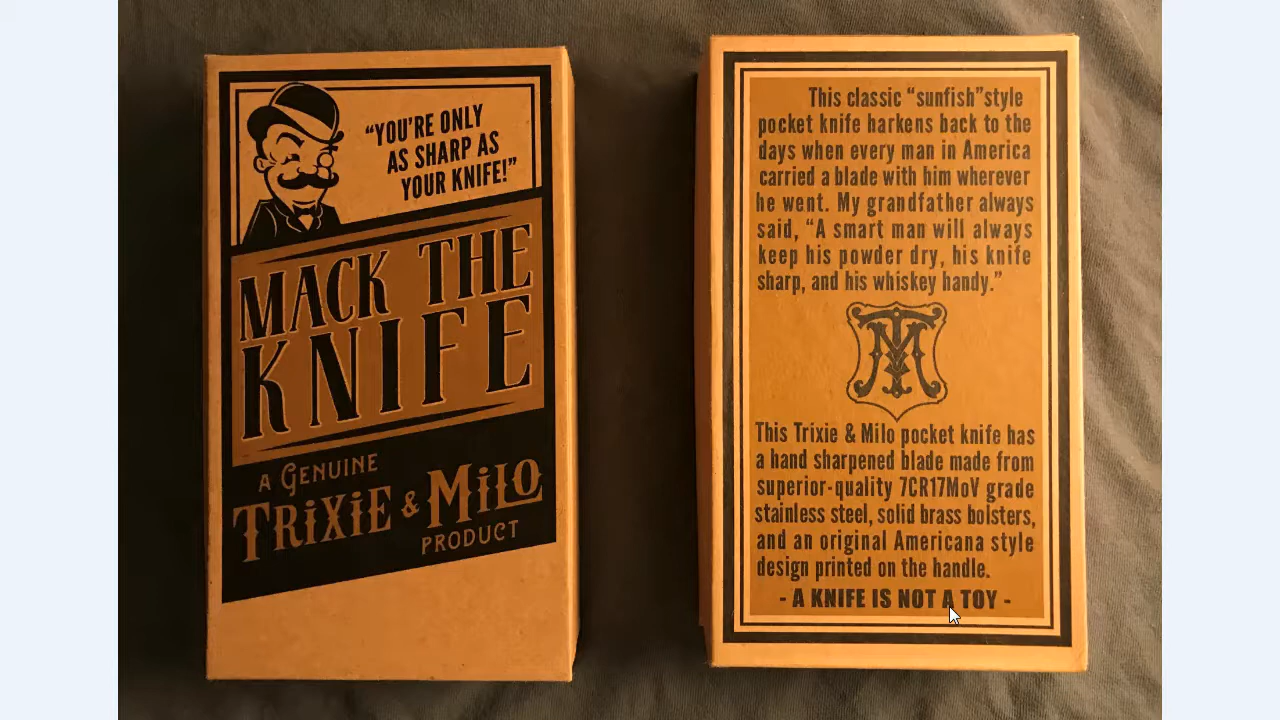 “YOU'RE ONLY
AS SHARP AS
YOUR KNIFE!”
MACK THE
KNIFE
A GENUINE
TRiXiE & MiLO
PRODUCT
This classic “sunfish”style
pocket knife harkens back to the
days when every man in America
carried a blade with him wherever
he went. My grandfather always
said, “A smart man will always
keep his powder dry, his knife
sharp, and his whiskey handy.”
TM
This Trixie & Milo pocket knife has
a hand sharpened blade made from
superior-quality 7CR17MoV grade
stainless steel, solid brass bolsters,
and an original Americana style
design printed on the handle.
- A KNIFE IS NOT A TOY -